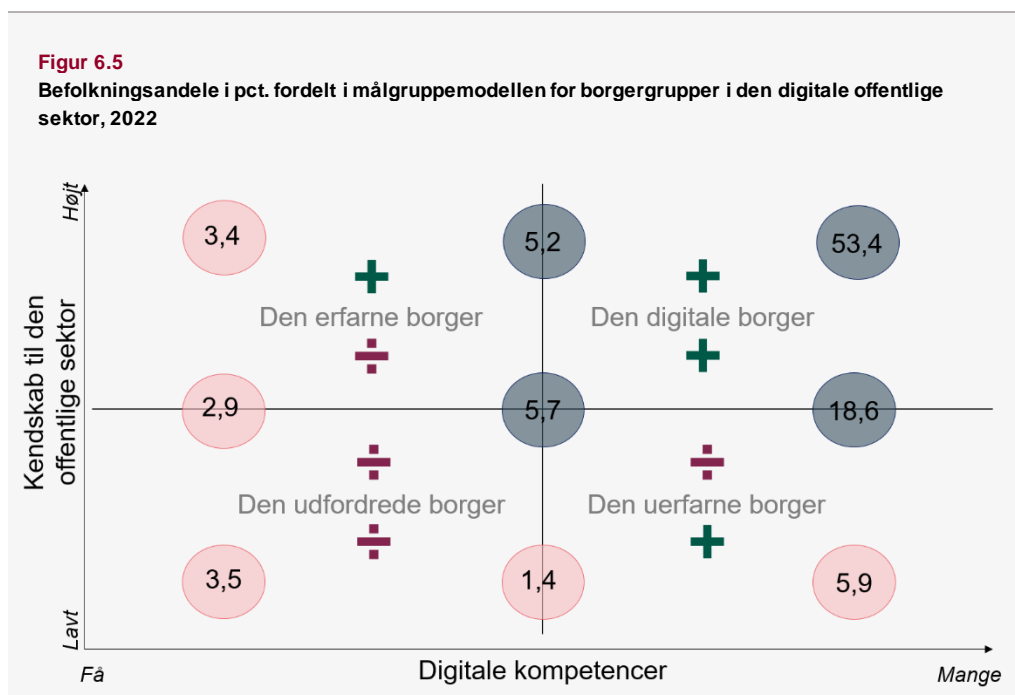 Figur 6.5
Befolkningsandele i pct. fordelt i målgruppemodellen for borgergrupper i den digitale offentlige
sektor, 2022
Højt
Kendskab til den
offentlige sektor
Lavt
3,4
5,2
53,4
Den erfarne borger
Den digitale borger
2,9
5,7
18,6
Den udfordrede borger
Den uerfarne borger
3,5
1,4
5,9
Få
Digitale kompetencer
Mange